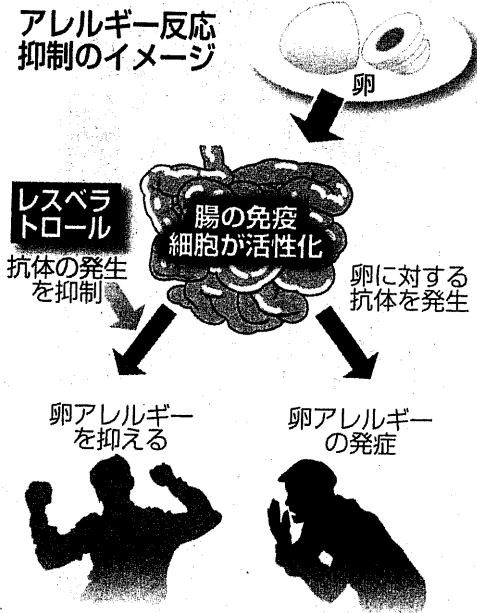 アレルギー反応
抑制のイメージ
卵
腸の免疫
細胞が活性化
レスベラ
トロール
抗体の発生
を抑制
卵に対する
抗体を発生
卵アレルギー
を抑える
卵アレルギー
の発症